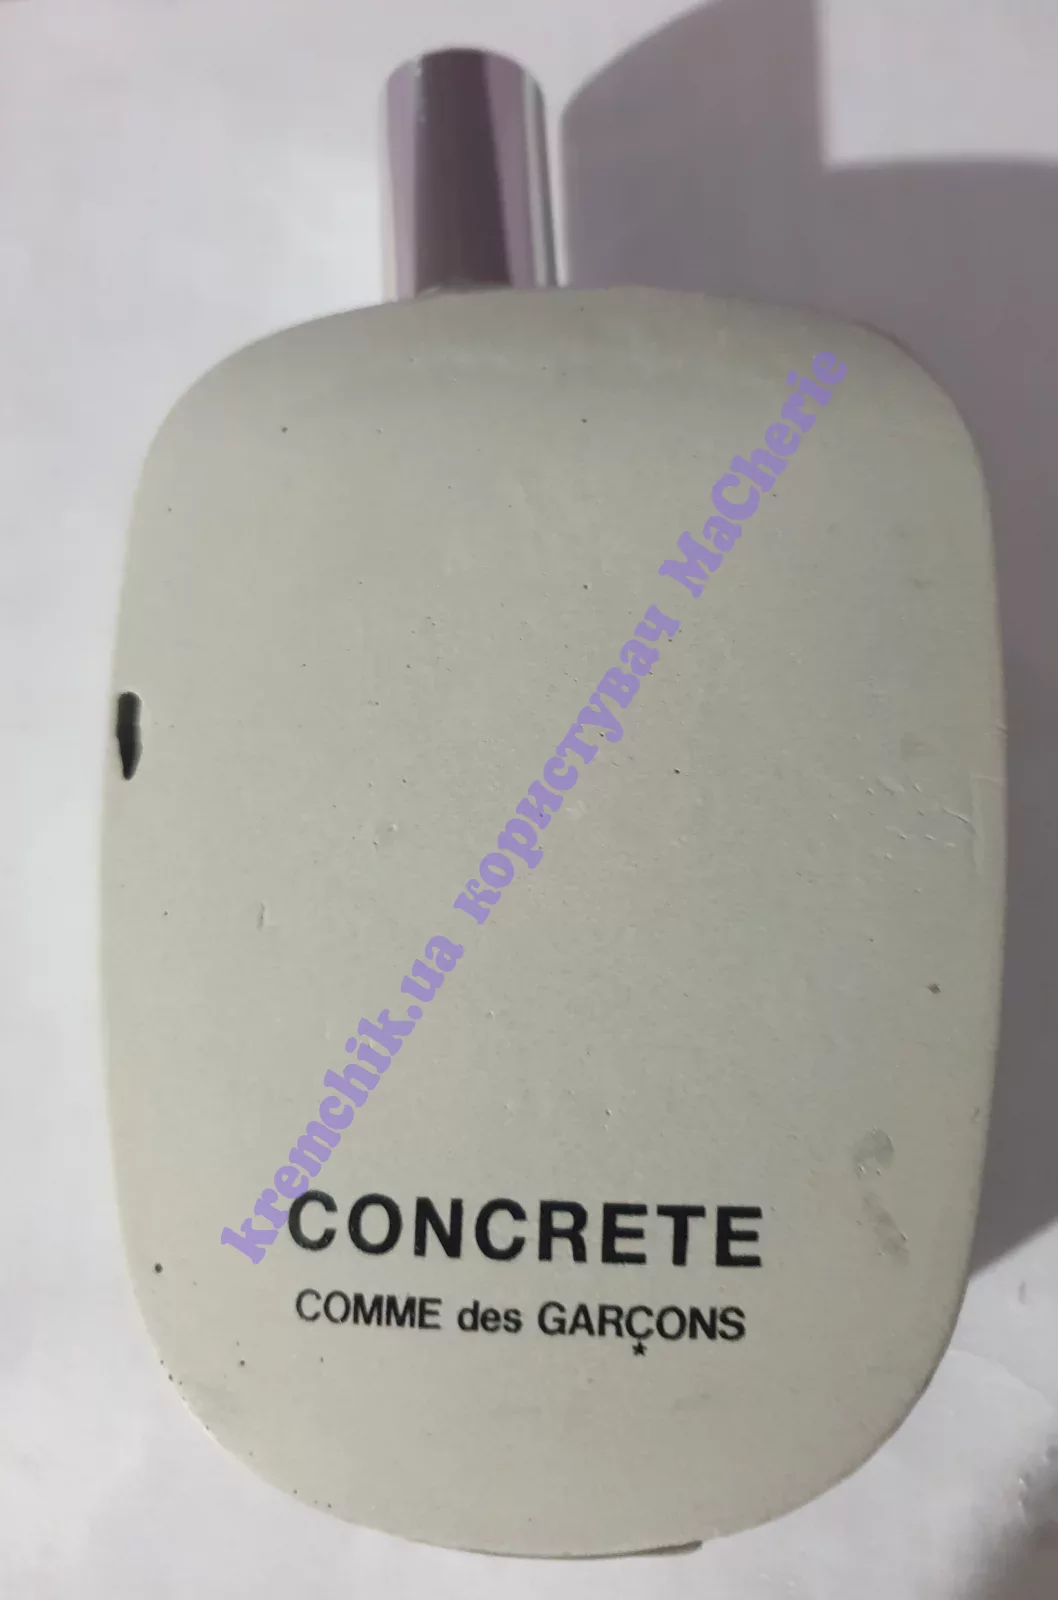 kremchik.ua користувач MaCherie
CONCRETE
COMME des GARÇONS
*